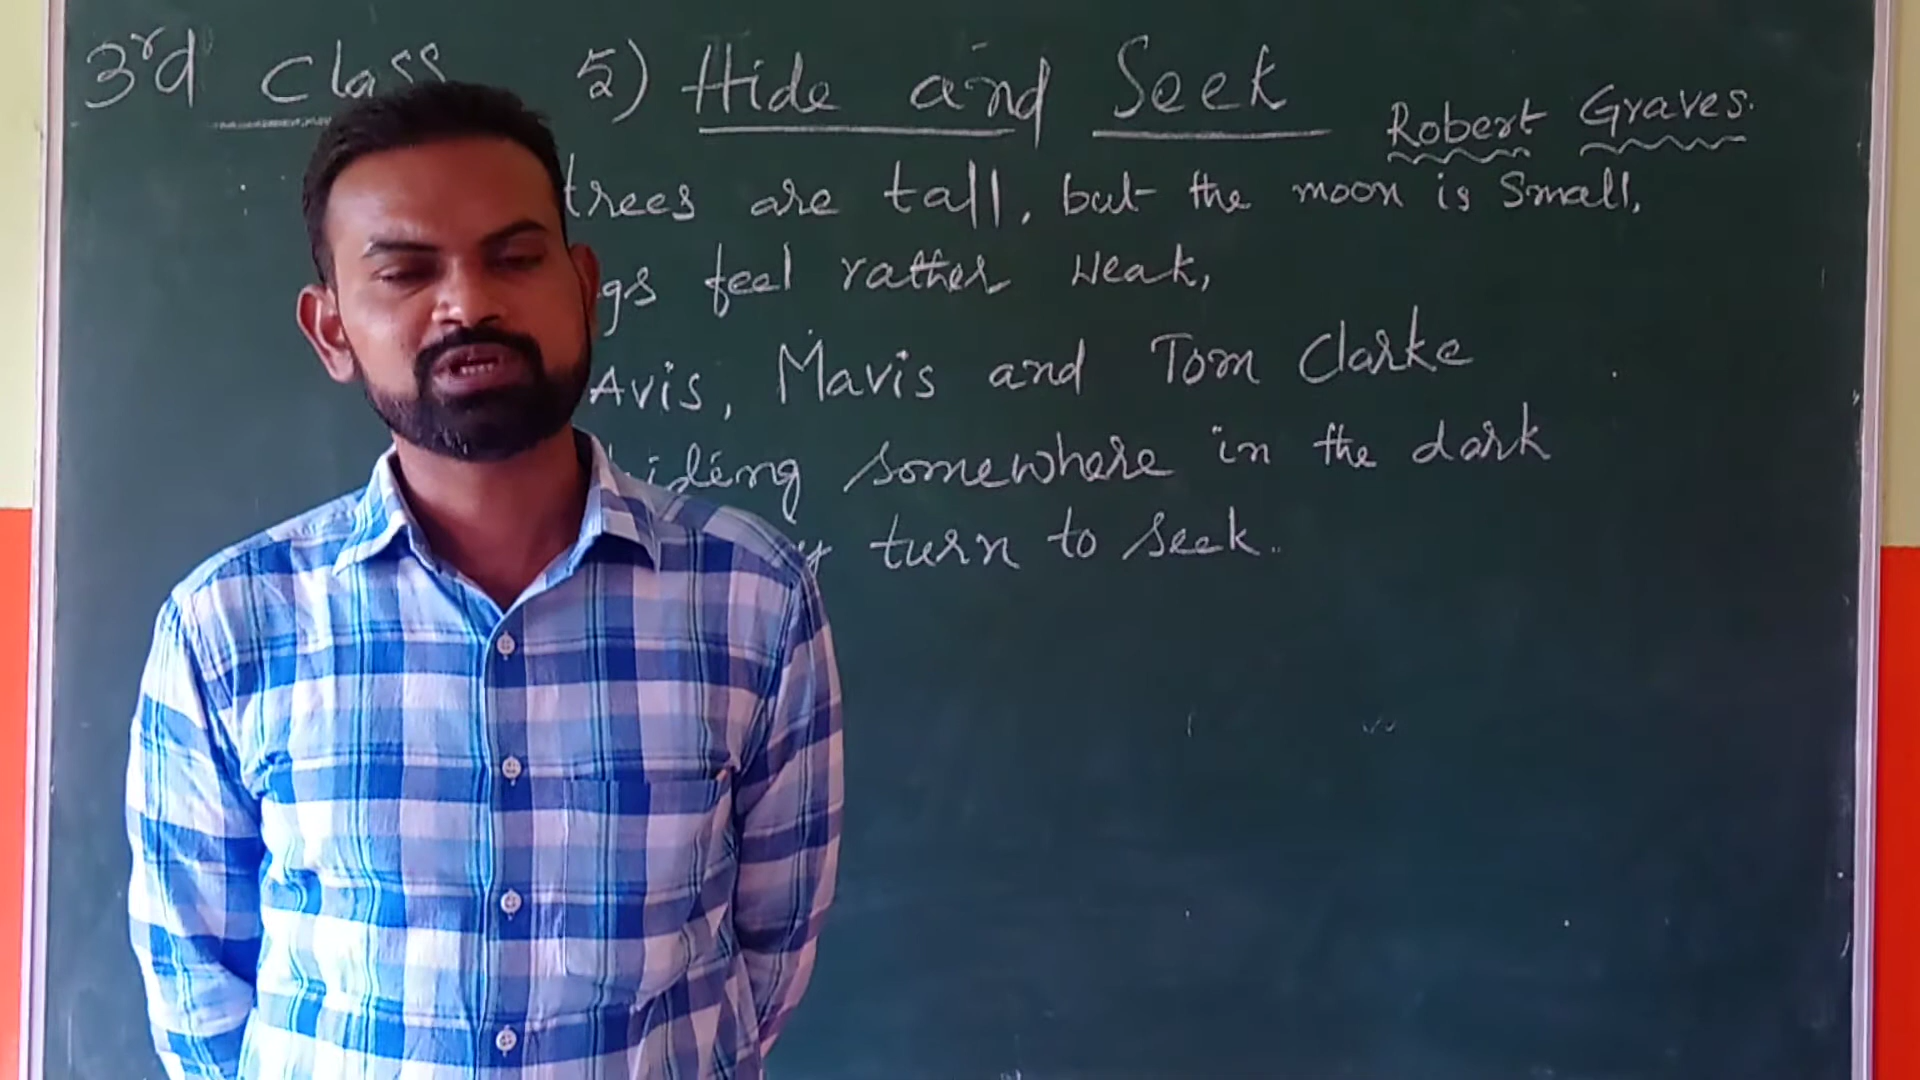 3rd Class 5) Hide and Seek
Robert Graves.
trees are tall, but the moon is Small,
feel rather weak,
Avis, Mavis and Tom Clarke
hiding somewhere in the dark
turn to seek.